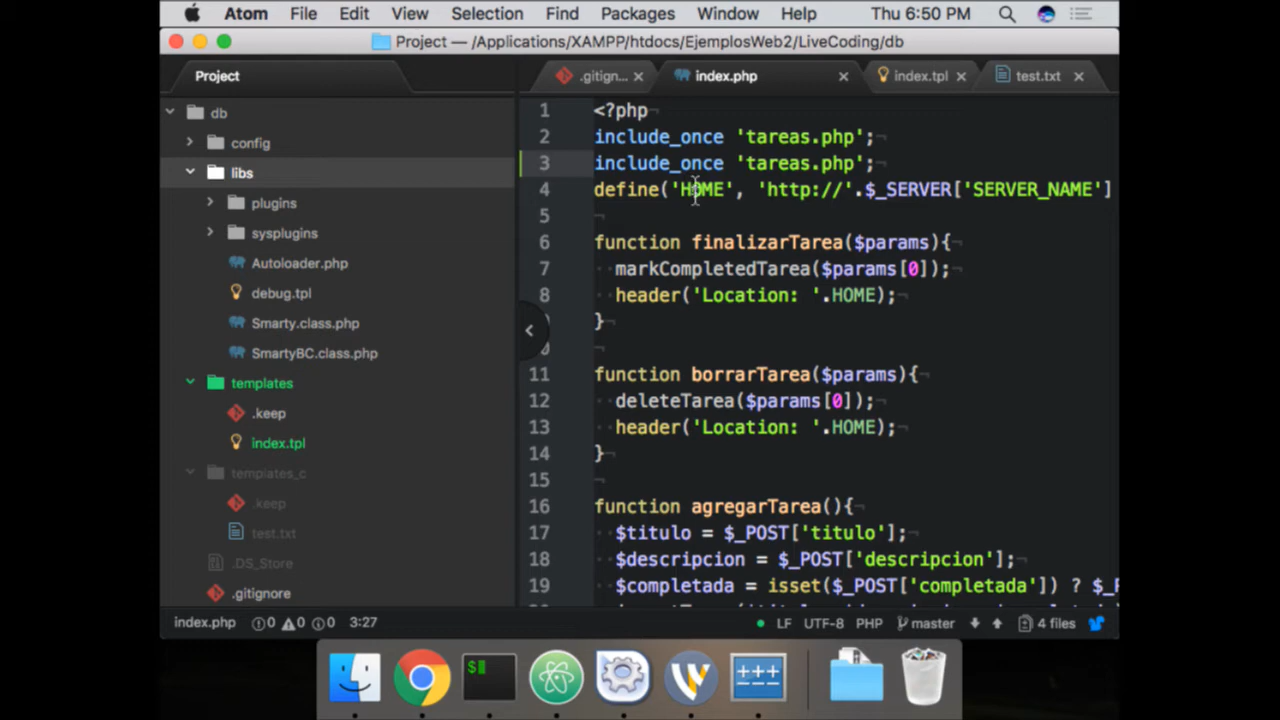 Atom File Edit View Selection Find Packages Window Help Thu 6:50 PM
Project — /Applications/XAMPP/htdocs/EjemplosWeb2/LiveCoding/db
Project
.gitign... index.php index.tpl test.txt
db
config
libs
plugins
sysplugins
Autoloader.php
debug.tpl
Smarty.class.php
SmartyBC.class.php
templates
.keep
index.tpl
templates_c
.keep
test.txt
.DS_Store
.gitignore
1 <?php
2 include_once 'tareas.php';
3 include_once 'tareas.php';
4 define('HOME', 'http://'.$_SERVER['SERVER_NAME']
5
6 function finalizarTarea($params){
7 markCompletedTarea($params[0]);
8 header('Location: '.HOME);
}
0
11 function borrarTarea($params){
12 deleteTarea($params[0]);
13 header('Location: '.HOME);
14 }
15
16 function agregarTarea(){
17 $titulo = $_POST['titulo'];
18 $descripcion = $_POST['descripcion'];
19 $completada = isset($_POST['completada']) ? $_P
index.php 0 0 0 3:27 LF UTF-8 PHP master 4 files
$